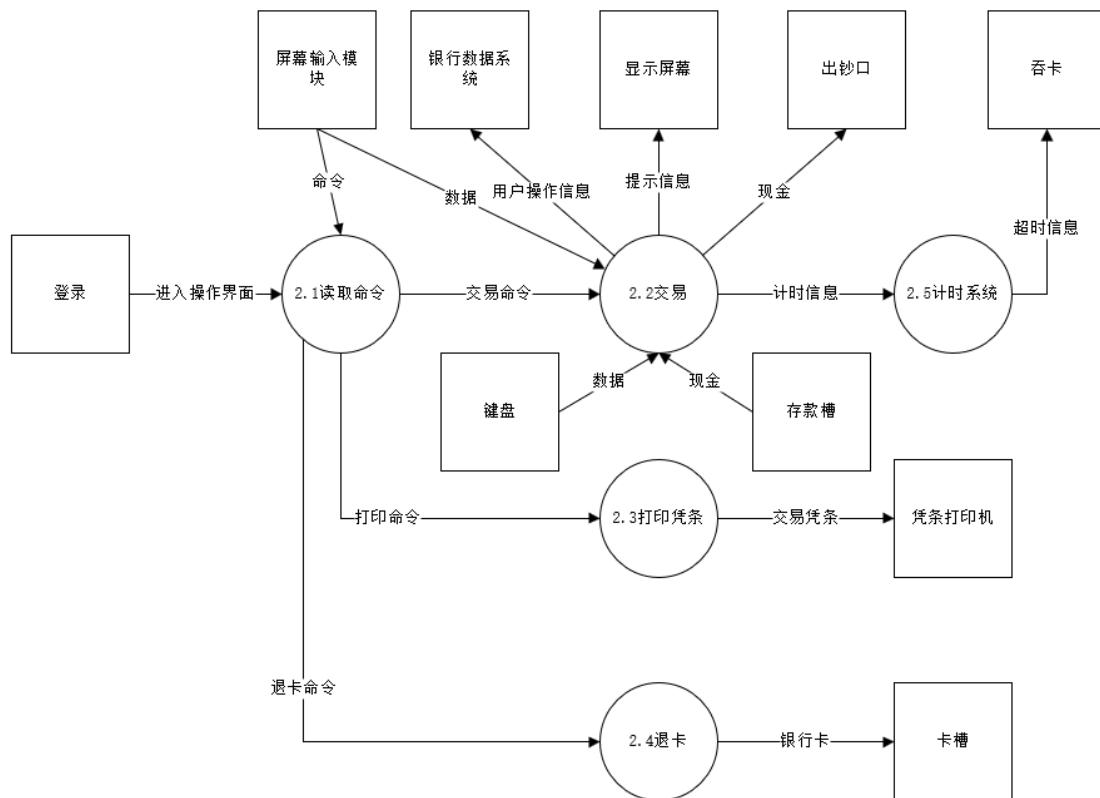 屏幕输入模
块
银行数据系
统
显示屏幕
出钞口
吞卡
命令
数据
用户操作信息
提示信息
现金
超时信息
登录
进入操作界面
2.1读取命令
交易命令
2.2交易
计时信息
2.5计时系统
键盘
数据
现金
存款槽
打印命令
2.3打印凭条
交易凭条
凭条打印机
退卡命令
2.4退卡
银行卡
卡槽